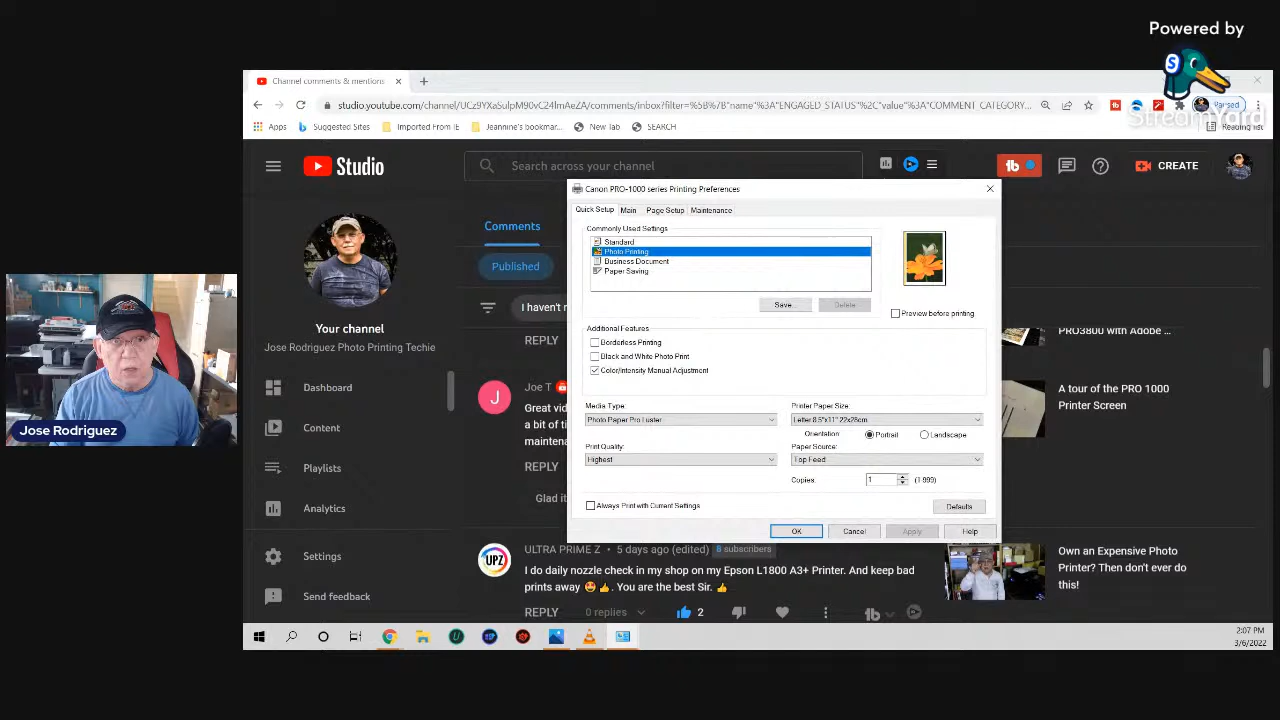 Powered by
StreamYard
Channel comments & mentions
Paused
Apps
Suggested Sites
Imported From IE
Jeannine's bookmar...
New Tab
SEARCH
Reading list
Studio
Search across your channel
CREATE
Your channel
Jose Rodriguez Photo Printing Techie
Dashboard
Content
Playlists
Analytics
Settings
Send feedback
Comments
Published
I haven't r
REPLY
Joe T
Great vid
a bit of ti
maintena
REPLY
Glad it
Canon PRO-1000 series Printing Preferences
Quick Setup
Main
Page Setup
Maintenance
Commonly Used Settings
Standard
Photo Printing
Business Document
Paper Saving
Save...
Delete
Preview before printing
Additional Features
Borderless Printing
Black and White Photo Print
Color/Intensity Manual Adjustment
Media Type:
Photo Paper Pro Luster
Print Quality:
Highest
Printer Paper Size:
Letter 8.5"x11" 22x28cm
Orientation:
Portrait
Landscape
Paper Source:
Top Feed
Copies:
1
(1-999)
Always Print with Current Settings
Defaults
OK
Cancel
Apply
Help
PRO3800 with Adobe ...
A tour of the PRO 1000
Printer Screen
UPZ
ULTRA PRIME Z • 5 days ago (edited)
8 subscribers
I do daily nozzle check in my shop on my Epson L1800 A3+ Printer. And keep bad
prints away 🤩👍. You are the best Sir. 👍
REPLY
0 replies
2
Own an Expensive Photo
Printer? Then don't ever do
this!
2:07 PM
3/6/2022
Jose Rodriguez